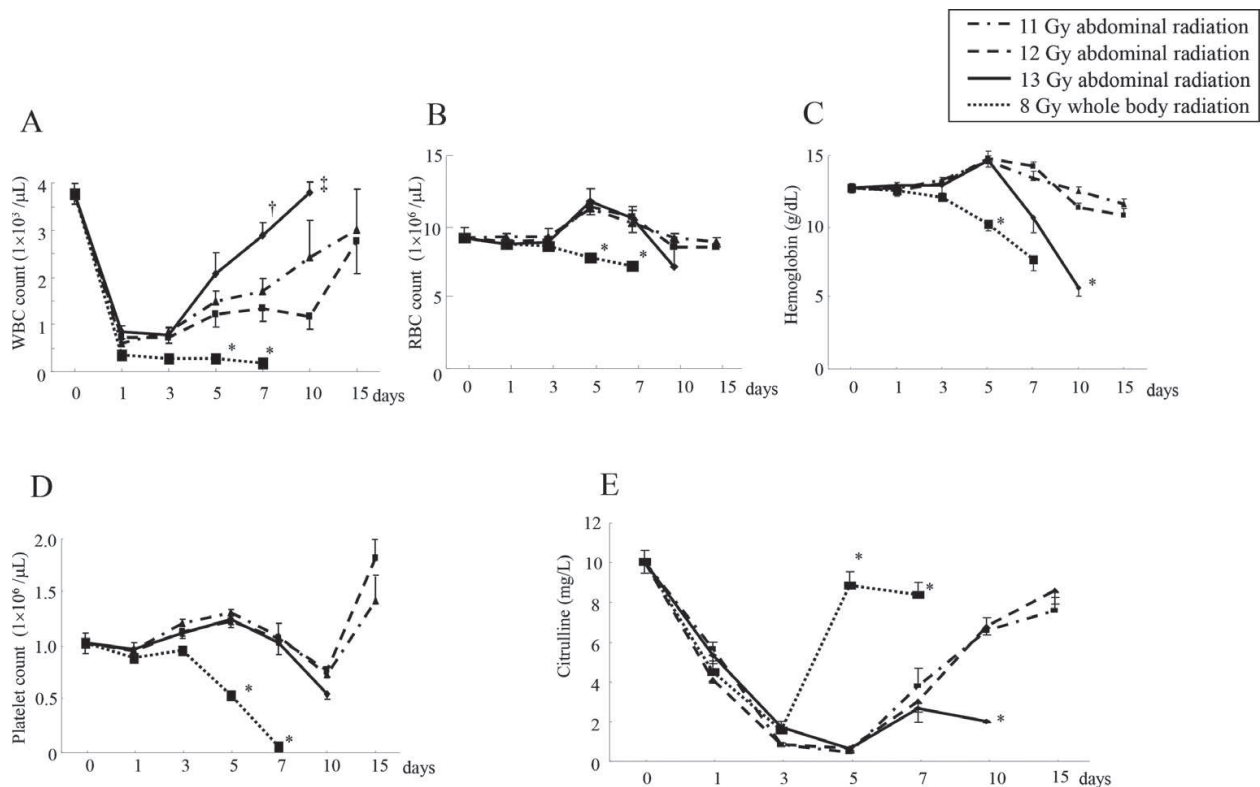 11 Gy abdominal radiation
12 Gy abdominal radiation
13 Gy abdominal radiation
8 Gy whole body radiation
A
WBC count (1×10³ /μL)
4
3
2
1
0
†
‡
*
*
0 1 3 5 7 10 15 days
B
RBC count (1×10⁶ /μL)
15
10
5
0
*
*
0 1 3 5 7 10 15 days
C
Hemoglobin (g/dL)
15
10
5
0
*
*
0 1 3 5 7 10 15 days
D
Platelet count (1×10⁶ /μL)
2.0
1.5
1.0
0.5
0
*
*
0 1 3 5 7 10 15 days
E
Citrulline (mg/L)
12
10
8
6
4
2
0
*
*
*
0 1 3 5 7 10 15 days